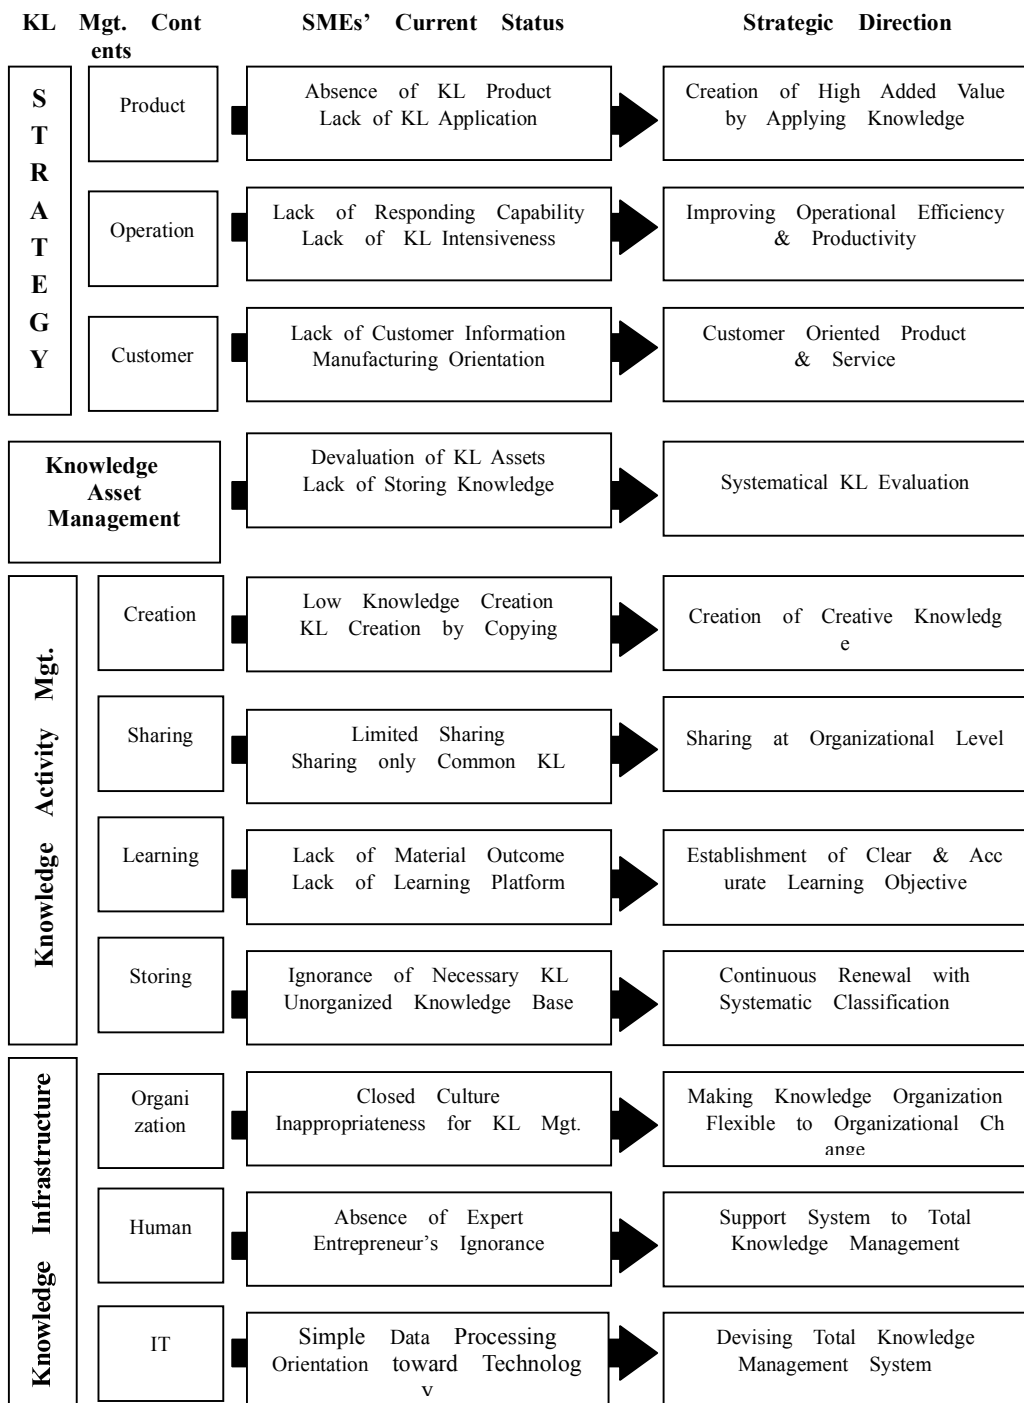 KL Mgt. Cont
ents
SMEs’ Current Status
Strategic Direction
S
T
R
A
T
E
G
Y
Product
Absence of KL Product
Lack of KL Application
Creation of High Added Value
by Applying Knowledge
Operation
Lack of Responding Capability
Lack of KL Intensiveness
Improving Operational Efficiency
& Productivity
Customer
Lack of Customer Information
Manufacturing Orientation
Customer Oriented Product
& Service
Knowledge
Asset
Management
Devaluation of KL Assets
Lack of Storing Knowledge
Systematical KL Evaluation
Knowledge Activity Mgt.
Creation
Low Knowledge Creation
KL Creation by Copying
Creation of Creative Knowledg
e
Sharing
Limited Sharing
Sharing only Common KL
Sharing at Organizational Level
Learning
Lack of Material Outcome
Lack of Learning Platform
Establishment of Clear & Acc
urate Learning Objective
Storing
Ignorance of Necessary KL
Unorganized Knowledge Base
Continuous Renewal with
Systematic Classification
Knowledge Infrastructure
Organi
zation
Closed Culture
Inappropriateness for KL Mgt.
Making Knowledge Organization
Flexible to Organizational Ch
ange
Human
Absence of Expert
Entrepreneur’s Ignorance
Support System to Total
Knowledge Management
IT
Simple Data Processing
Orientation toward Technolog
y
Devising Total Knowledge
Management System